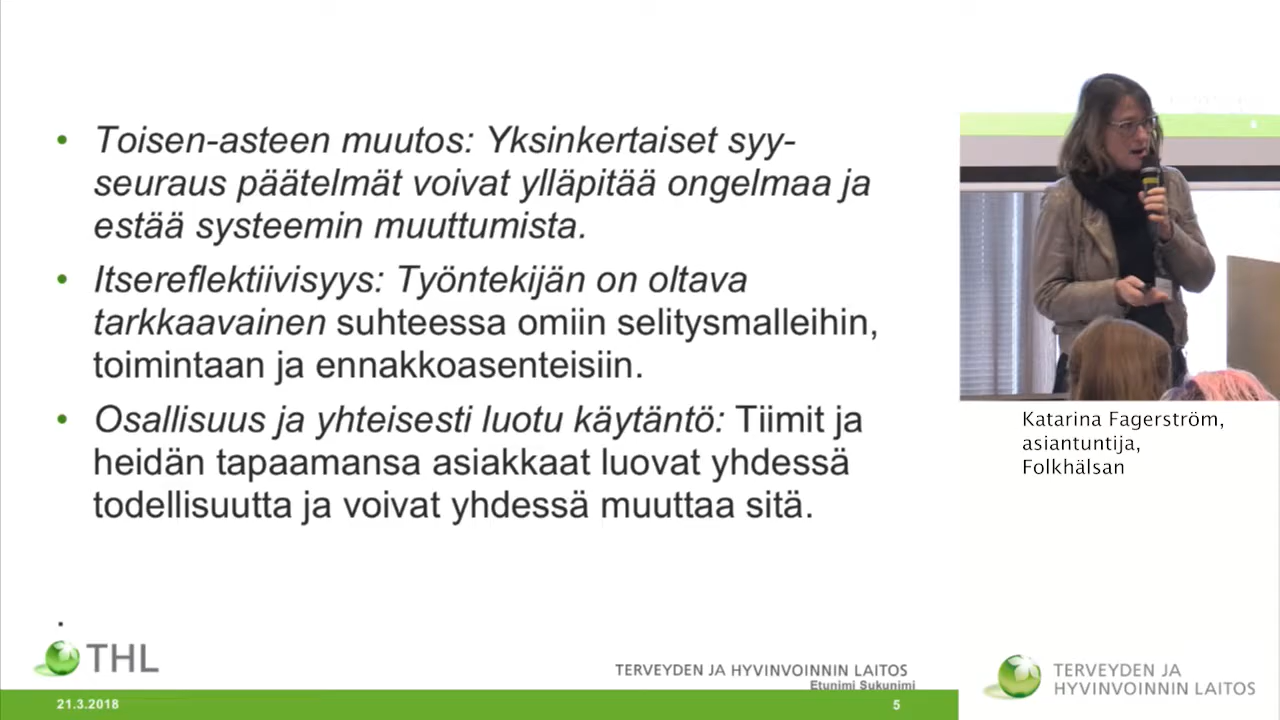 • Toisen-asteen muutos: Yksinkertaiset syy-
seuraus päätelmät voivat ylläpitää ongelmaa ja
estää systeemin muuttumista.
• Itsereflektiivisyys: Työntekijän on oltava
tarkkaavainen suhteessa omiin selitysmalleihin,
toimintaan ja ennakkoasenteisiin.
• Osallisuus ja yhteisesti luotu käytäntö: Tiimit ja
heidän tapaamansa asiakkaat luovat yhdessä
todellisuutta ja voivat yhdessä muuttaa sitä.
.
THL
TERVEYDEN JA HYVINVOINNIN LAITOS
Etunimi Sukunimi
21.3.2018
5
Katarina Fagerström,
asiantuntija,
Folkhälsan
TERVEYDEN JA
HYVINVOINNIN LAITOS